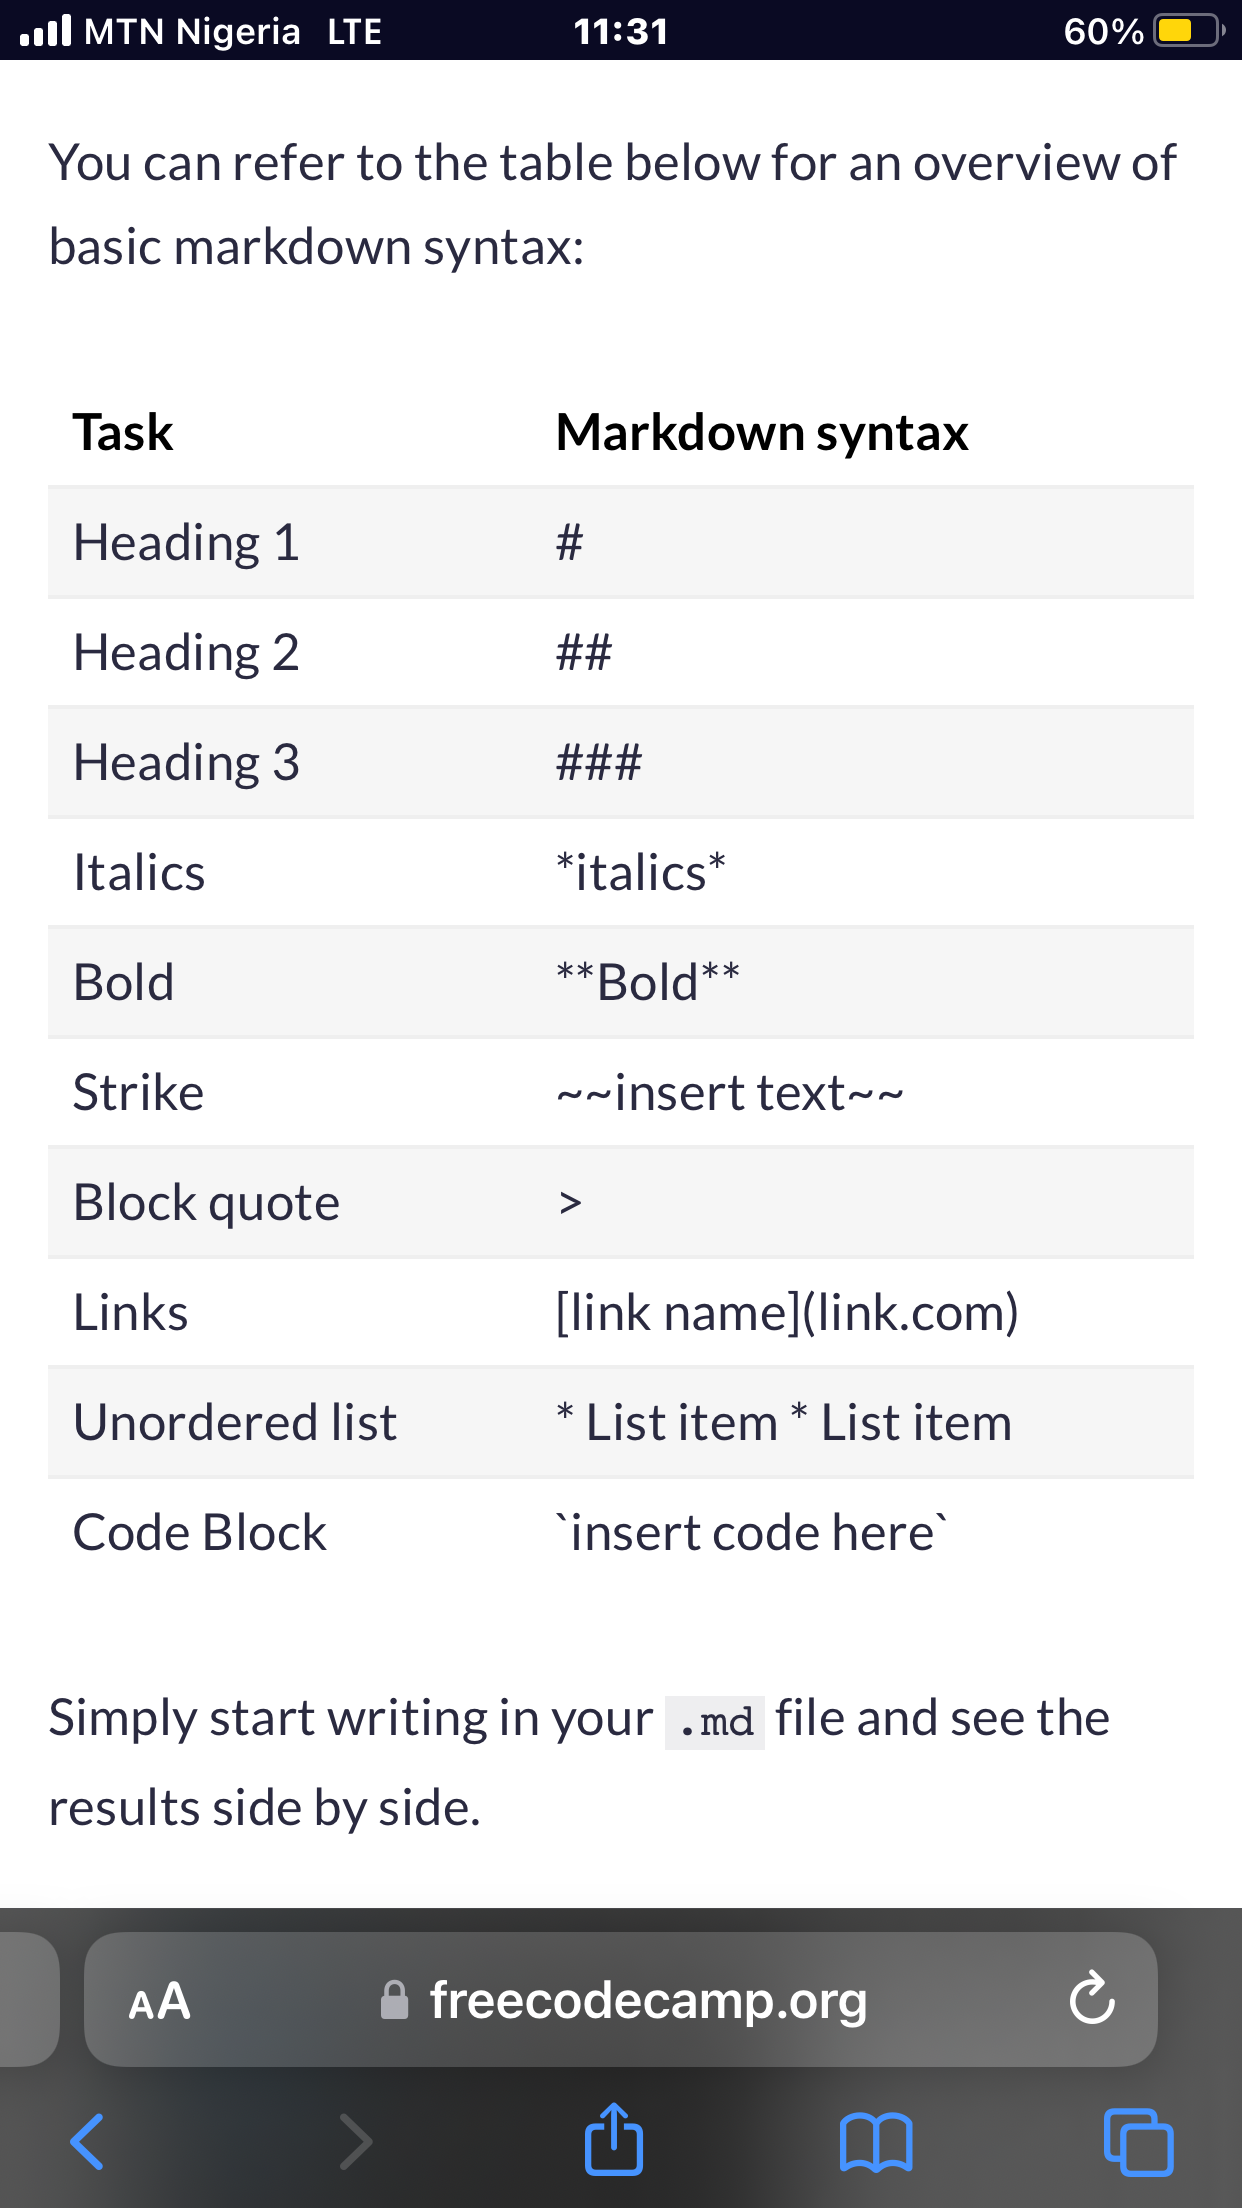 MTN Nigeria LTE 11:31 60%
You can refer to the table below for an overview of
basic markdown syntax:
Task Markdown syntax
Heading 1 #
Heading 2 ##
Heading 3 ###
Italics *italics*
Bold **Bold**
Strike ~~insert text~~
Block quote >
Links [link name](link.com)
Unordered list * List item * List item
Code Block `insert code here`
Simply start writing in your .md file and see the
results side by side.
AA freecodecamp.org